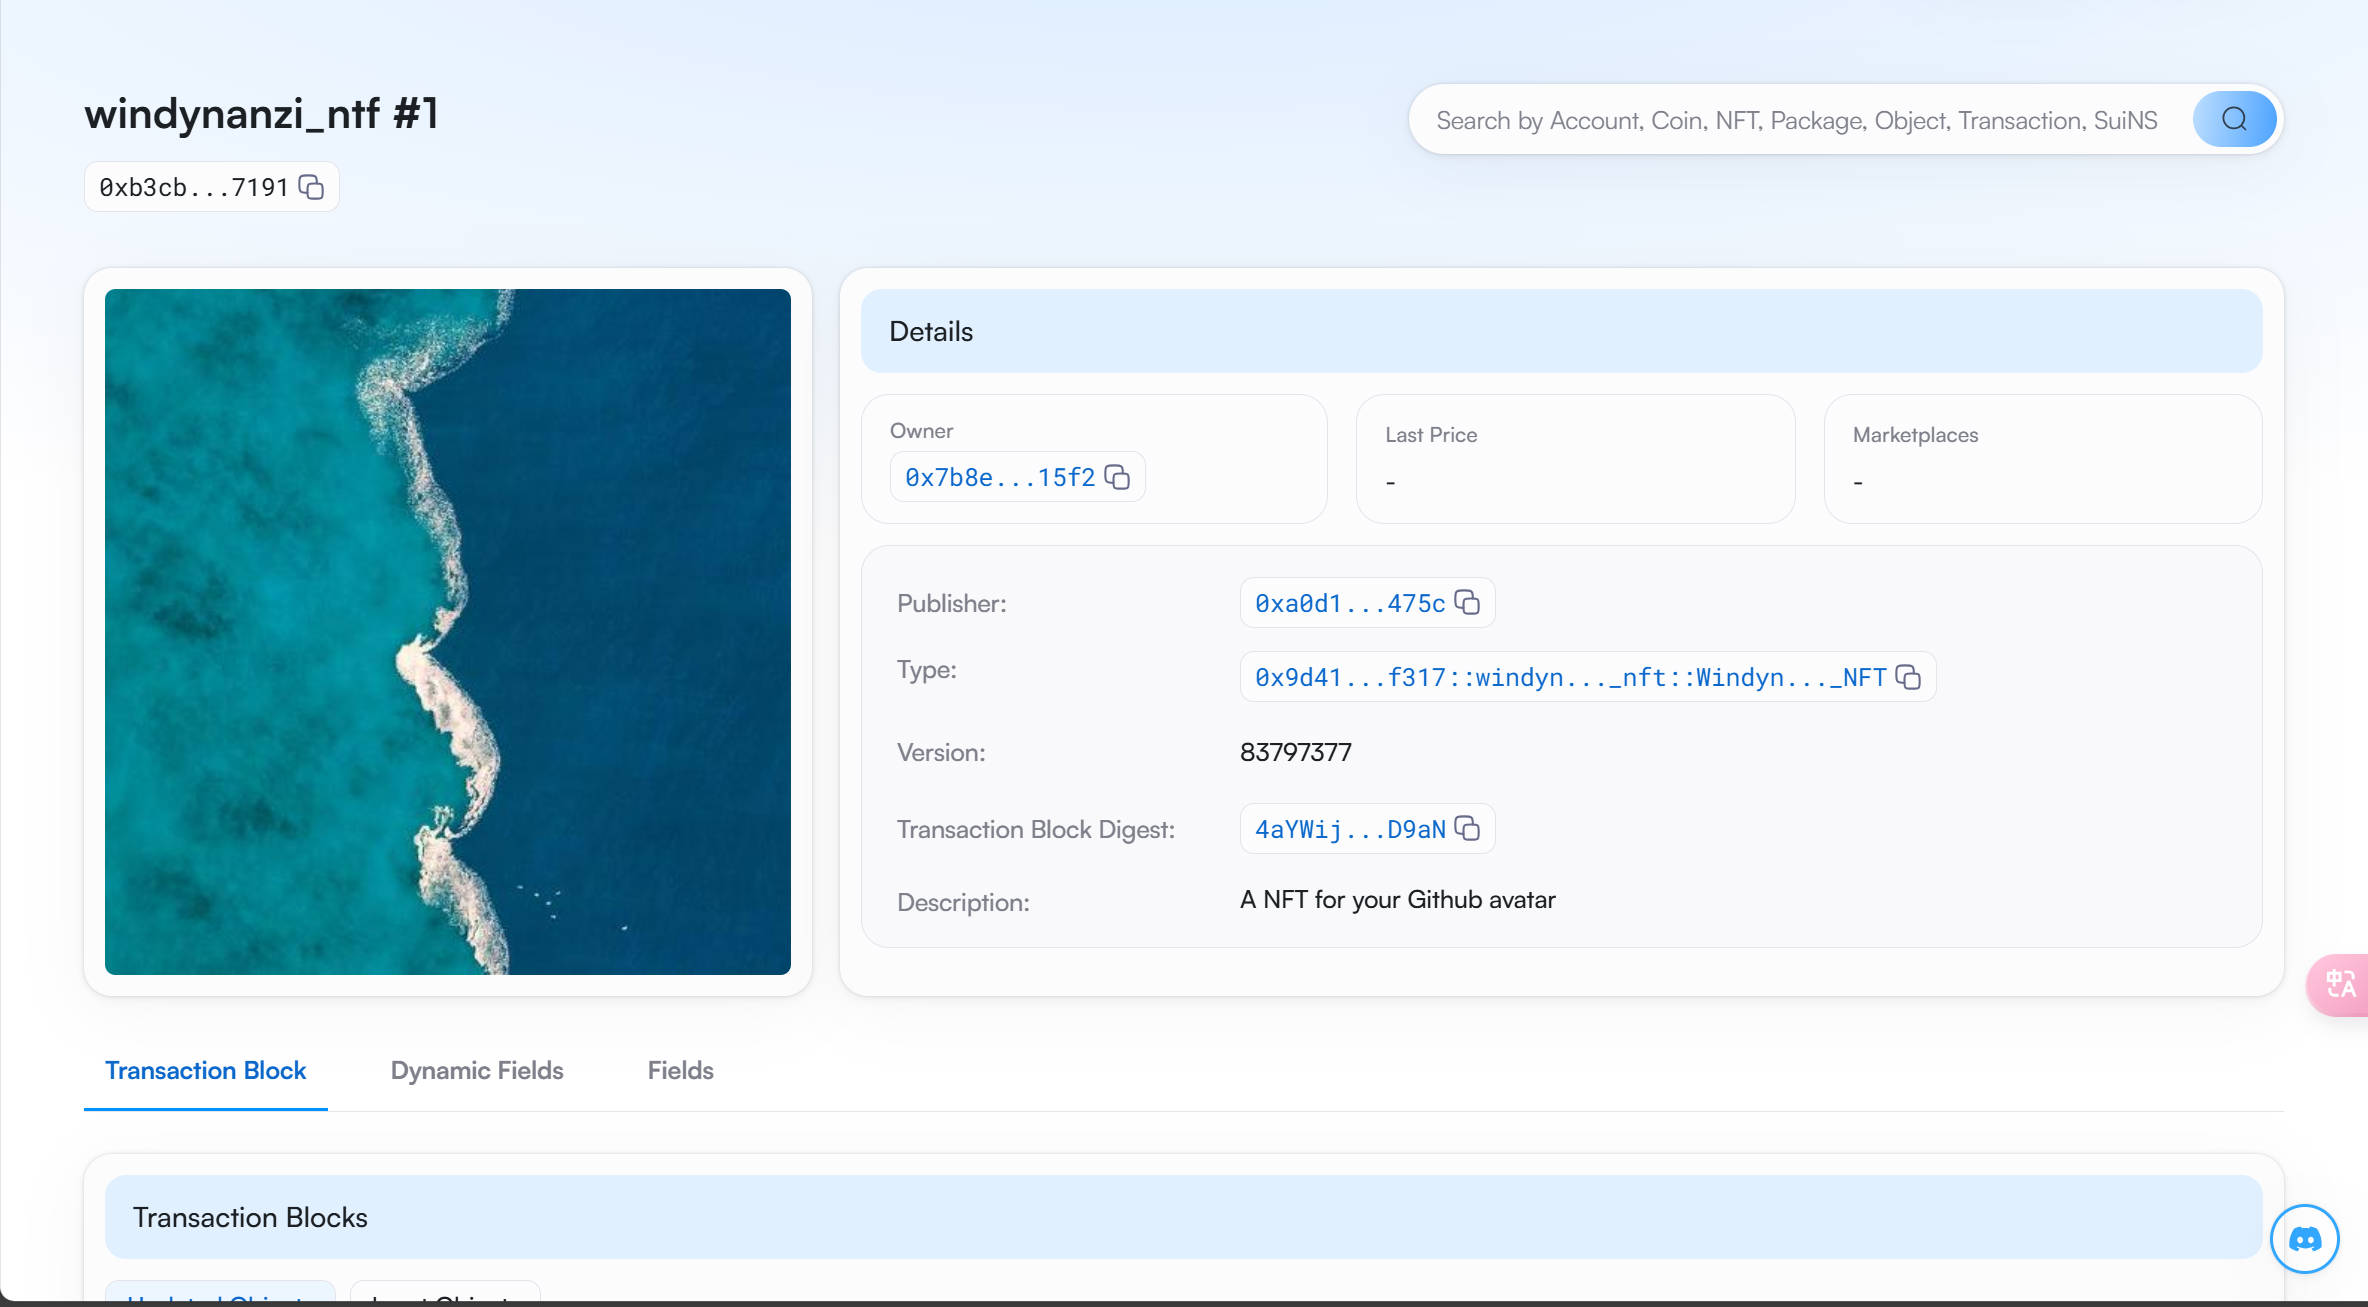 windynanzi_ntf #1
Search by Account, Coin, NFT, Package, Object, Transaction, SuiNS
0xb3cb...7191
Details
Owner
0x7b8e...15f2
Last Price
-
Marketplaces
-
Publisher:
0xa0d1...475c
Type:
0x9d41...f317::windyn..._nft::Windyn..._NFT
Version:
83797377
Transaction Block Digest:
4aYWij...D9aN
Description:
A NFT for your Github avatar
中A
Transaction Block
Dynamic Fields
Fields
Transaction Blocks